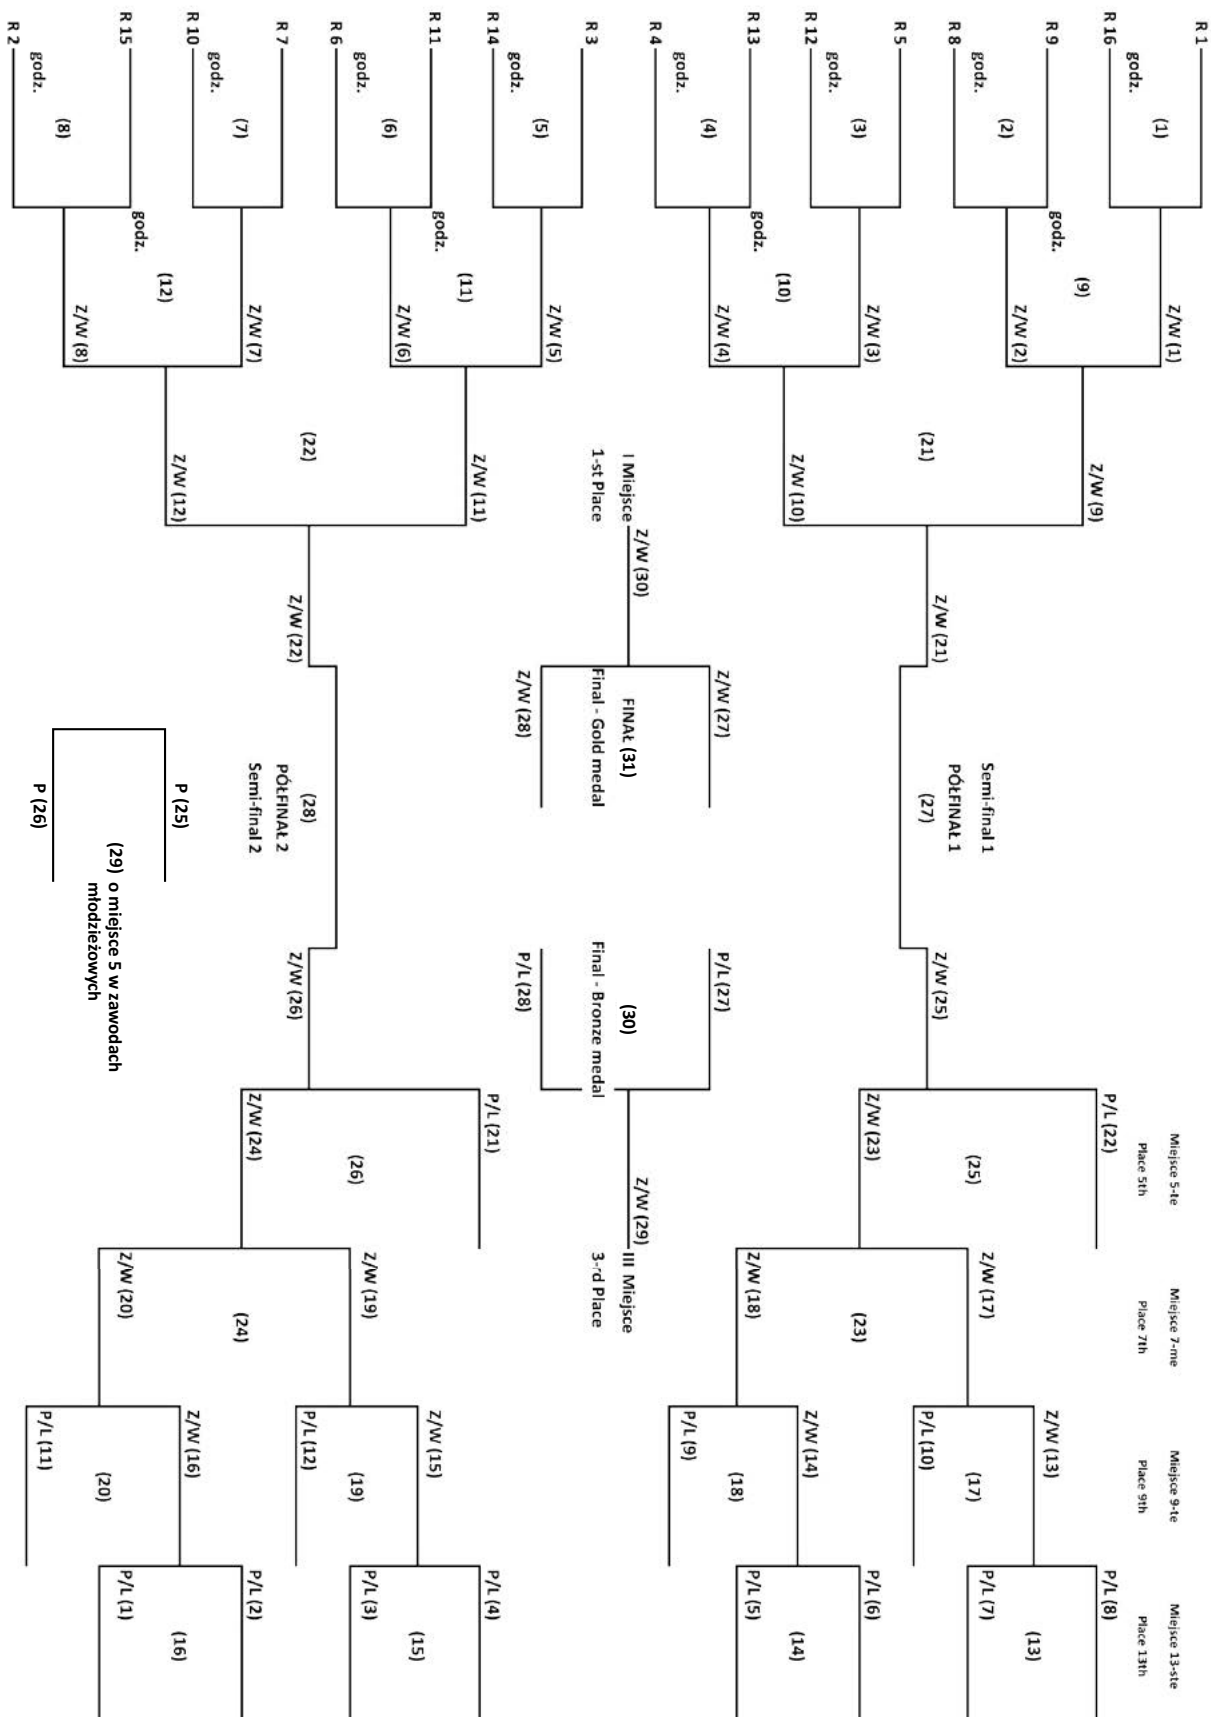 R 1
Miejsce 5-te
Miejsce 7-me
Miejsce 9-te
Miejsce 13-ste
Place 5th
Place 7th
Place 9th
Place 13th
(1)
Z/W (1)
R 16
godz.
P/L (22)
P/L (8)
Z/W (9)
(9)
R 9
godz.
Z/W (13)
(13)
(2)
Z/W (2)
Semi-final 1
PÓŁFINAŁ 1
(27)
(25)
Z/W (17)
(17)
P/L (7)
R 8
godz.
Z/W (21)
Z/W (25)
(21)
P/L (10)
R 5
Z/W (3)
(3)
Z/W (23)
(23)
P/L (6)
R 12
godz.
Z/W (10)
Z/W (14)
(14)
(10)
R 13
godz.
Z/W (4)
(4)
Z/W (18)
(18)
P/L (5)
Z/W (27)
P/L (27)
P/L (9)
R 4
godz.
Z/W (30)
Z/W (29)
I Miejsce
1-st Place
FINAŁ (31)
Final - Gold medal
(30)
Final - Bronze medal
III Miejsce
3-rd Place
R 3
Z/W (5)
(5)
Z/W (28)
P/L (28)
R 14
godz.
Z/W (11)
P/L (21)
P/L (4)
(11)
R 11
godz.
Z/W (15)
(15)
(6)
Z/W (6)
(26)
Z/W (19)
(19)
P/L (3)
R 6
godz.
(22)
Z/W (22)
(28)
PÓŁFINAŁ 2
Semi-final 2
Z/W (26)
P/L (12)
R 7
Z/W (7)
(7)
Z/W (24)
(24)
P/L (2)
R 10
godz.
Z/W (12)
P (25)
Z/W (16)
(16)
(12)
R 15
godz.
(29) o miejsce 5 w zawodach
młodzieżowych
Z/W (20)
(20)
P/L (1)
(8)
Z/W (8)
P (26)
P/L (11)
R 2
godz.